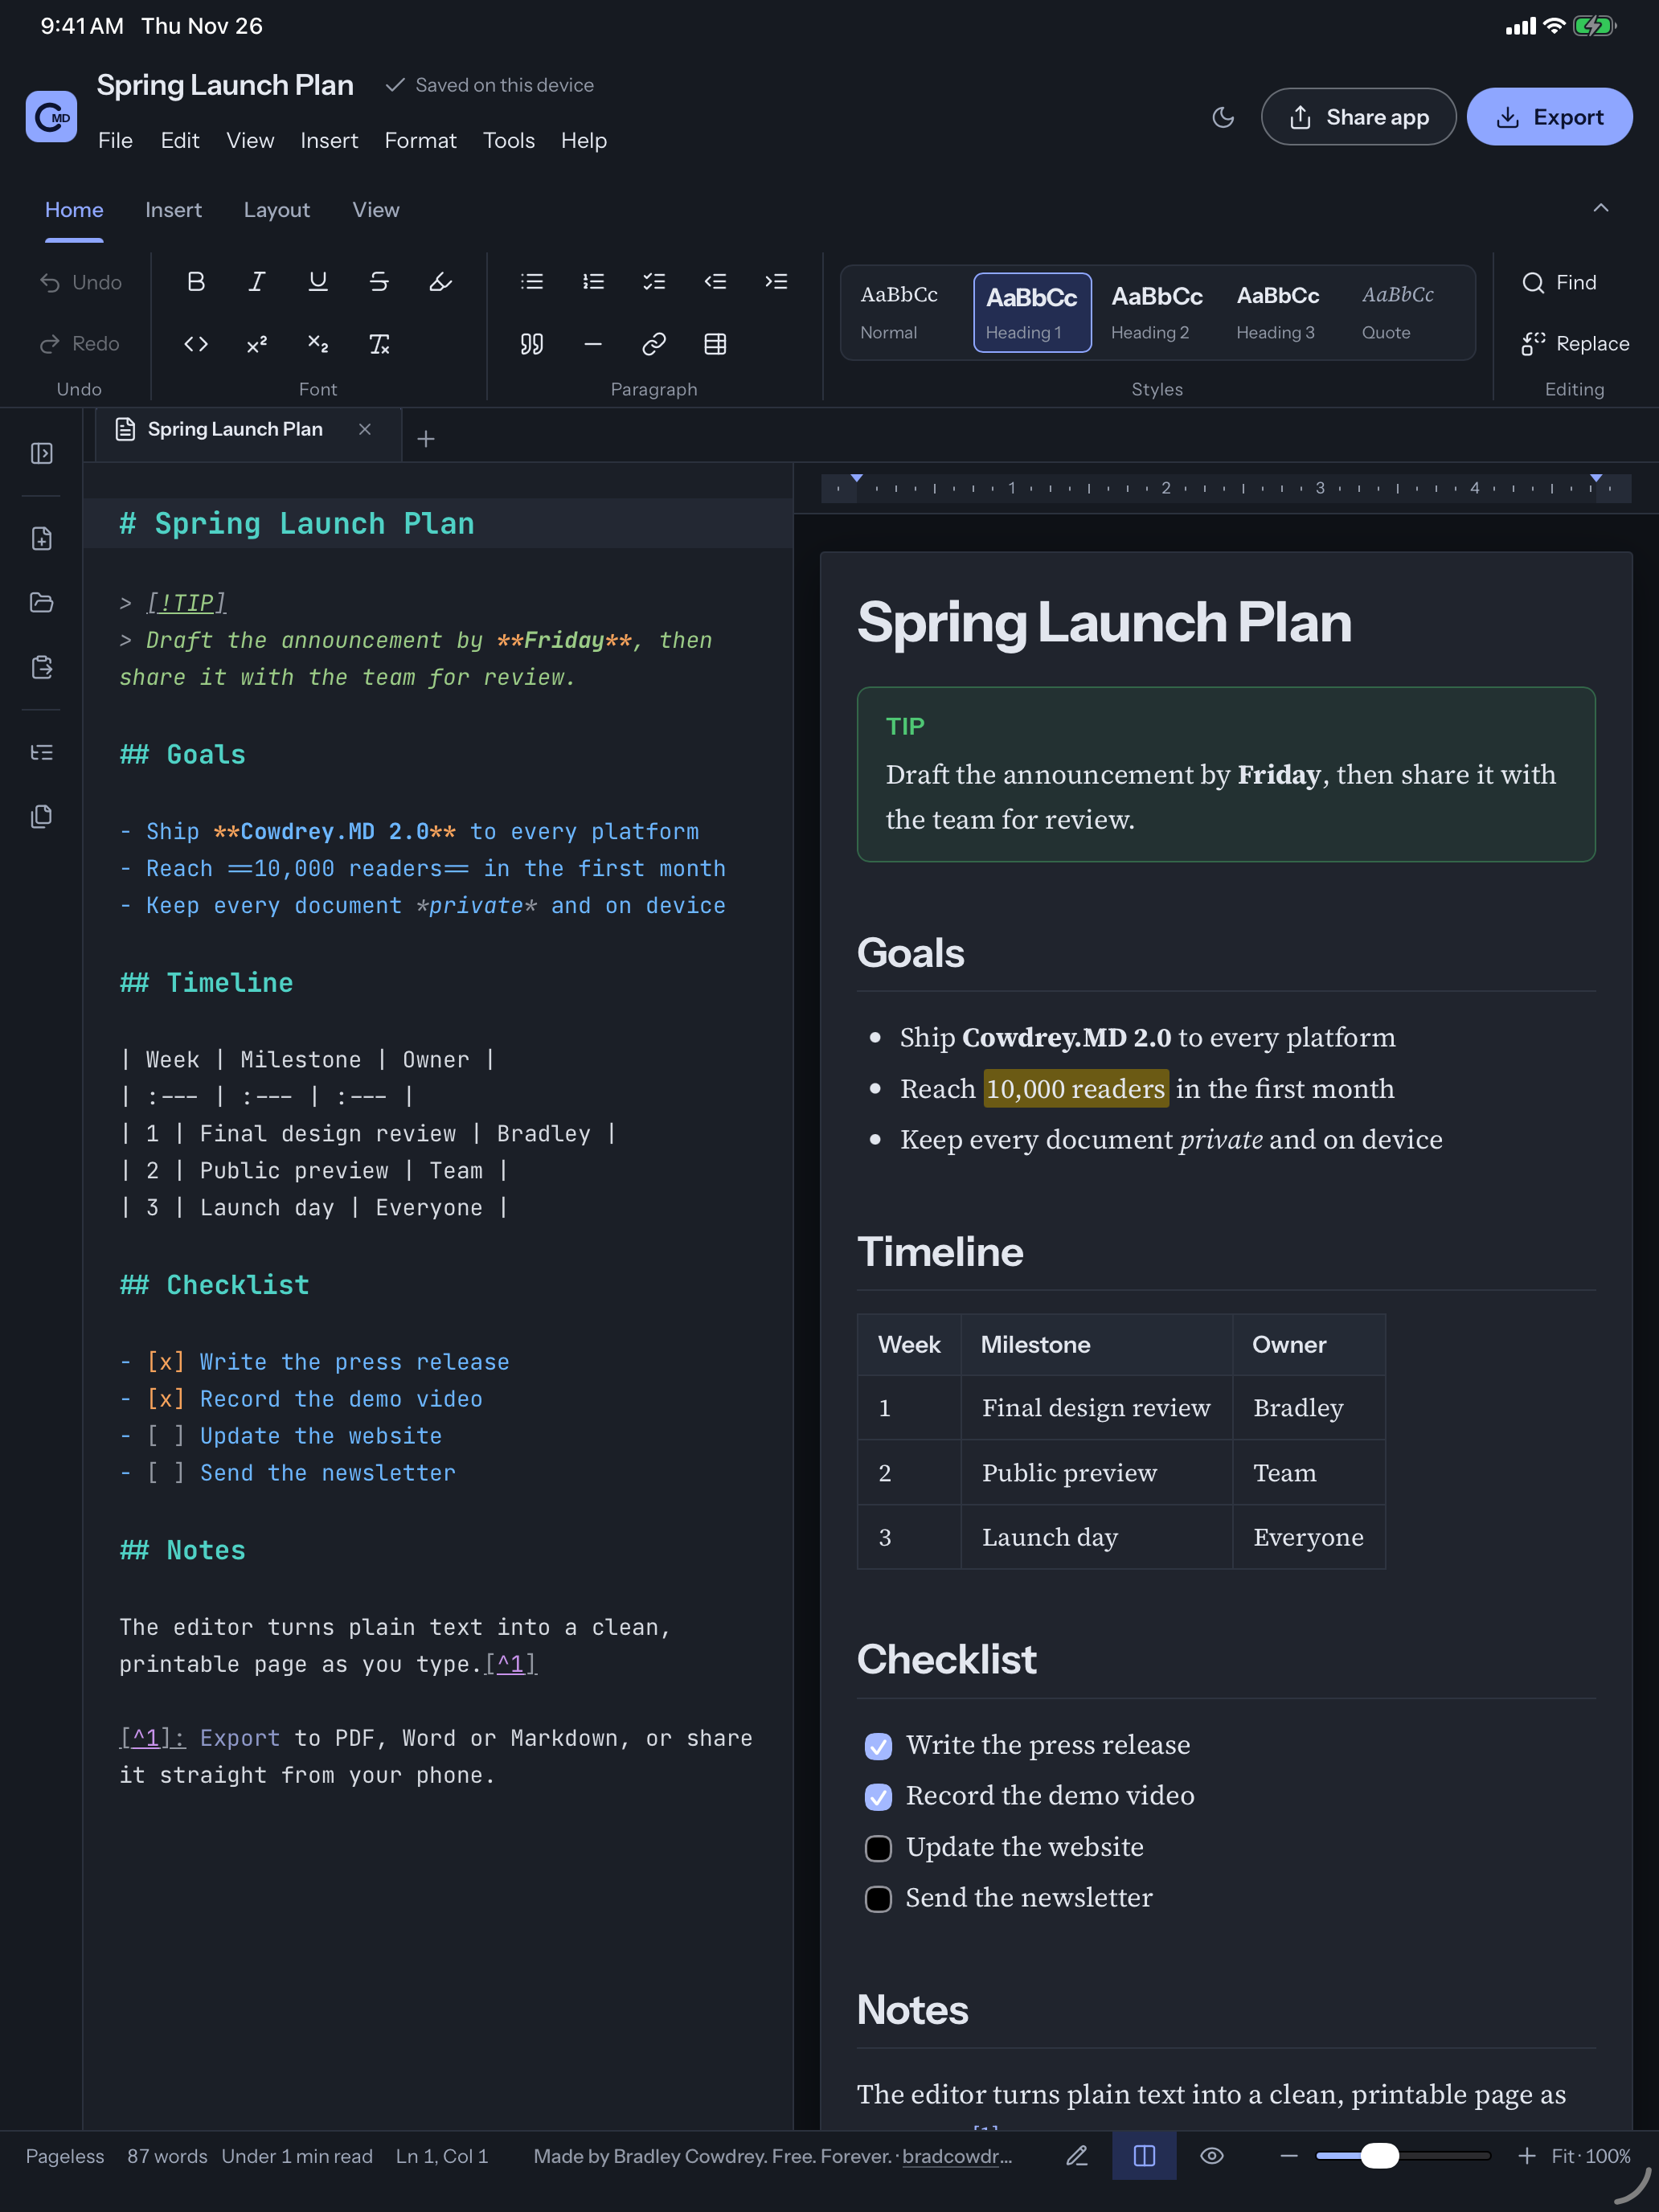 9:41 AM Thu Nov 26
Spring Launch Plan
Saved on this device
MD
File Edit View Insert Format Tools Help
Share app
Export
Home Insert Layout View
Undo
Redo
Undo
Font
Paragraph
AaBbCc AaBbCc AaBbCc AaBbCc AaBbCc
Normal Heading 1 Heading 2 Heading 3 Quote
Styles
Find
Replace
Editing
Spring Launch Plan
# Spring Launch Plan
> [!TIP]
> Draft the announcement by **Friday**, then
share it with the team for review.
## Goals
- Ship **Cowdrey.MD 2.0** to every platform
- Reach ==10,000 readers== in the first month
- Keep every document *private* and on device
## Timeline
| Week | Milestone | Owner |
| :--- | :--- | :--- |
| 1 | Final design review | Bradley |
| 2 | Public preview | Team |
| 3 | Launch day | Everyone |
## Checklist
- [x] Write the press release
- [x] Record the demo video
- [ ] Update the website
- [ ] Send the newsletter
## Notes
The editor turns plain text into a clean,
printable page as you type.[^1]
[^1]: Export to PDF, Word or Markdown, or share
it straight from your phone.
1 2 3 4
Spring Launch Plan
TIP
Draft the announcement by Friday, then share it with
the team for review.
Goals
• Ship Cowdrey.MD 2.0 to every platform
• Reach 10,000 readers in the first month
• Keep every document private and on device
Timeline
Week Milestone Owner
1 Final design review Bradley
2 Public preview Team
3 Launch day Everyone
Checklist
Write the press release
Record the demo video
Update the website
Send the newsletter
Notes
The editor turns plain text into a clean, printable page as
[1]
Pageless 87 words Under 1 min read Ln 1, Col 1 Made by Bradley Cowdrey. Free. Forever. · bradcowdr... Fit · 100%